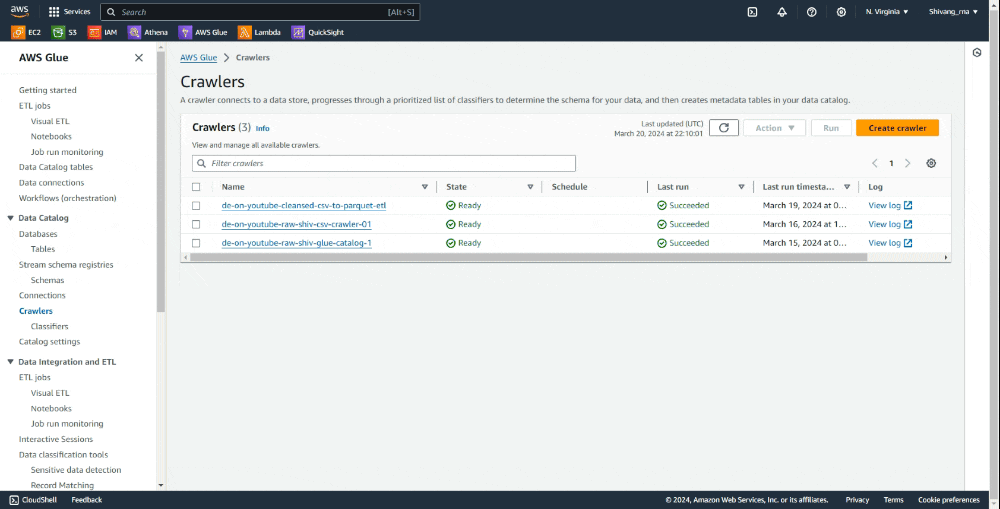 aws Services Search [Alt+S] N. Virginia Shivang_rna
EC2 S3 IAM Athena AWS Glue Lambda QuickSight
AWS Glue
Getting started
ETL jobs
Visual ETL
Notebooks
Job run monitoring
Data Catalog tables
Data connections
Workflows (orchestration)
Data Catalog
Databases
Tables
Stream schema registries
Schemas
Connections
Crawlers
Classifiers
Catalog settings
Data Integration and ETL
ETL jobs
Visual ETL
Notebooks
Job run monitoring
Interactive Sessions
Data classification tools
Sensitive data detection
Record Matching
AWS Glue > Crawlers
Crawlers
A crawler connects to a data store, progresses through a prioritized list of classifiers to determine the schema for your data, and then creates metadata tables in your data catalog.
Crawlers (3) Info
View and manage all available crawlers.
Last updated (UTC)
March 20, 2024 at 22:10:01
Action Run Create crawler
Filter crawlers
1
Name State Schedule Last run Last run timesta... Log
de-on-youtube-cleansed-csv-to-parquet-etl Ready Succeeded March 19, 2024 at 0... View log
de-on-youtube-raw-shiv-csv-crawler-01 Ready Succeeded March 16, 2024 at 1... View log
de-on-youtube-raw-shiv-glue-catalog-1 Ready Succeeded March 15, 2024 at 0... View log
CloudShell Feedback © 2024, Amazon Web Services, Inc. or its affiliates. Privacy Terms Cookie preferences